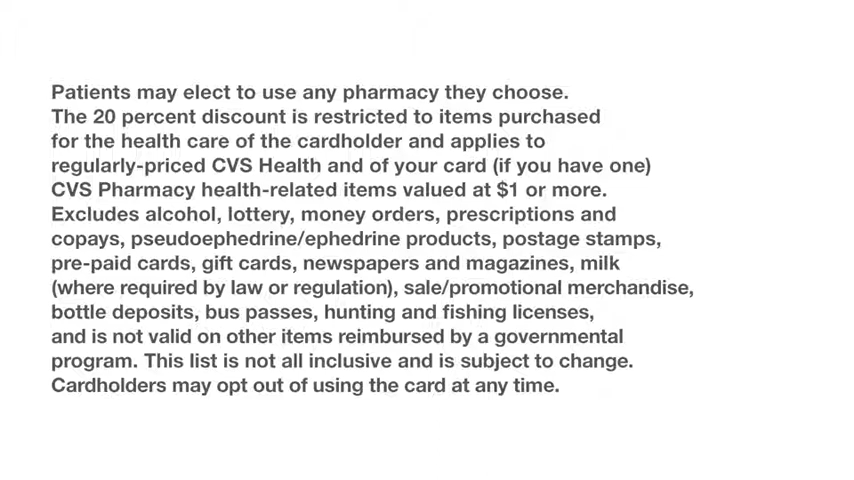 Patients may elect to use any pharmacy they choose.
The 20 percent discount is restricted to items purchased
for the health care of the cardholder and applies to
regularly-priced CVS Health and of your card (if you have one)
CVS Pharmacy health-related items valued at $1 or more.
Excludes alcohol, lottery, money orders, prescriptions and
copays, pseudoephedrine/ephedrine products, postage stamps,
pre-paid cards, gift cards, newspapers and magazines, milk
(where required by law or regulation), sale/promotional merchandise,
bottle deposits, bus passes, hunting and fishing licenses,
and is not valid on other items reimbursed by a governmental
program. This list is not all inclusive and is subject to change.
Cardholders may opt out of using the card at any time.